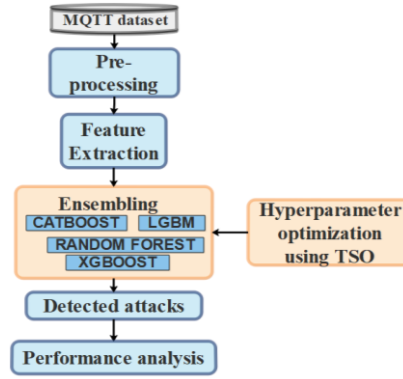 MQTT dataset
Pre-
processing
Feature
Extraction
Ensembling
CATBOOST LGBM
RANDOM FOREST
XGBOOST
Hyperparameter
optimization
using TSO
Detected attacks
Performance analysis